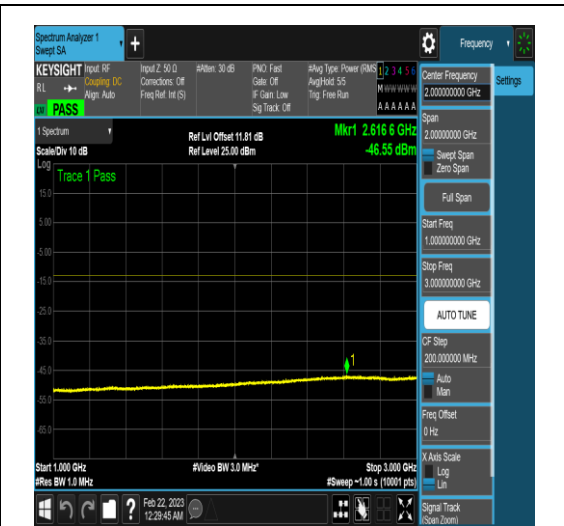 Spectrum Analyzer 1
Swept SA
+
Frequency
KEYSIGHT
RL
Input: RF
Coupling: DC
Align: Auto
Input Z: 50 Ω
Corrections: Off
Freq Ref: Int (S)
#Atten: 30 dB
PNO: Fast
Gate: Off
IF Gain: Low
Sig Track: Off
#Avg Type: Power (RMS
Avg|Hold: 5/5
Trig: Free Run
1 2 3 4 5 6
M W W W W W
A A A A A A
PASS
1 Spectrum
Scale/Div 10 dB
Ref Lvl Offset 11.81 dB
Ref Level 25.00 dBm
Mkr1 2.616 6 GHz
-46.55 dBm
Log
Trace 1 Pass
15.0
5.00
-5.00
-15.0
-25.0
-35.0
-45.0
-55.0
-65.0
1
Start 1.000 GHz
#Res BW 1.0 MHz
#Video BW 3.0 MHz*
Stop 3.000 GHz
#Sweep ~1.00 s (10001 pts)
Center Frequency
2.000000000 GHz
Settings
Span
2.00000000 GHz
Swept Span
Zero Span
Full Span
Start Freq
1.000000000 GHz
Stop Freq
3.000000000 GHz
AUTO TUNE
CF Step
200.000000 MHz
Auto
Man
Freq Offset
0 Hz
X Axis Scale
Log
Lin
Signal Track
(Span Zoom)
?
Feb 22, 2023
12:29:45 AM